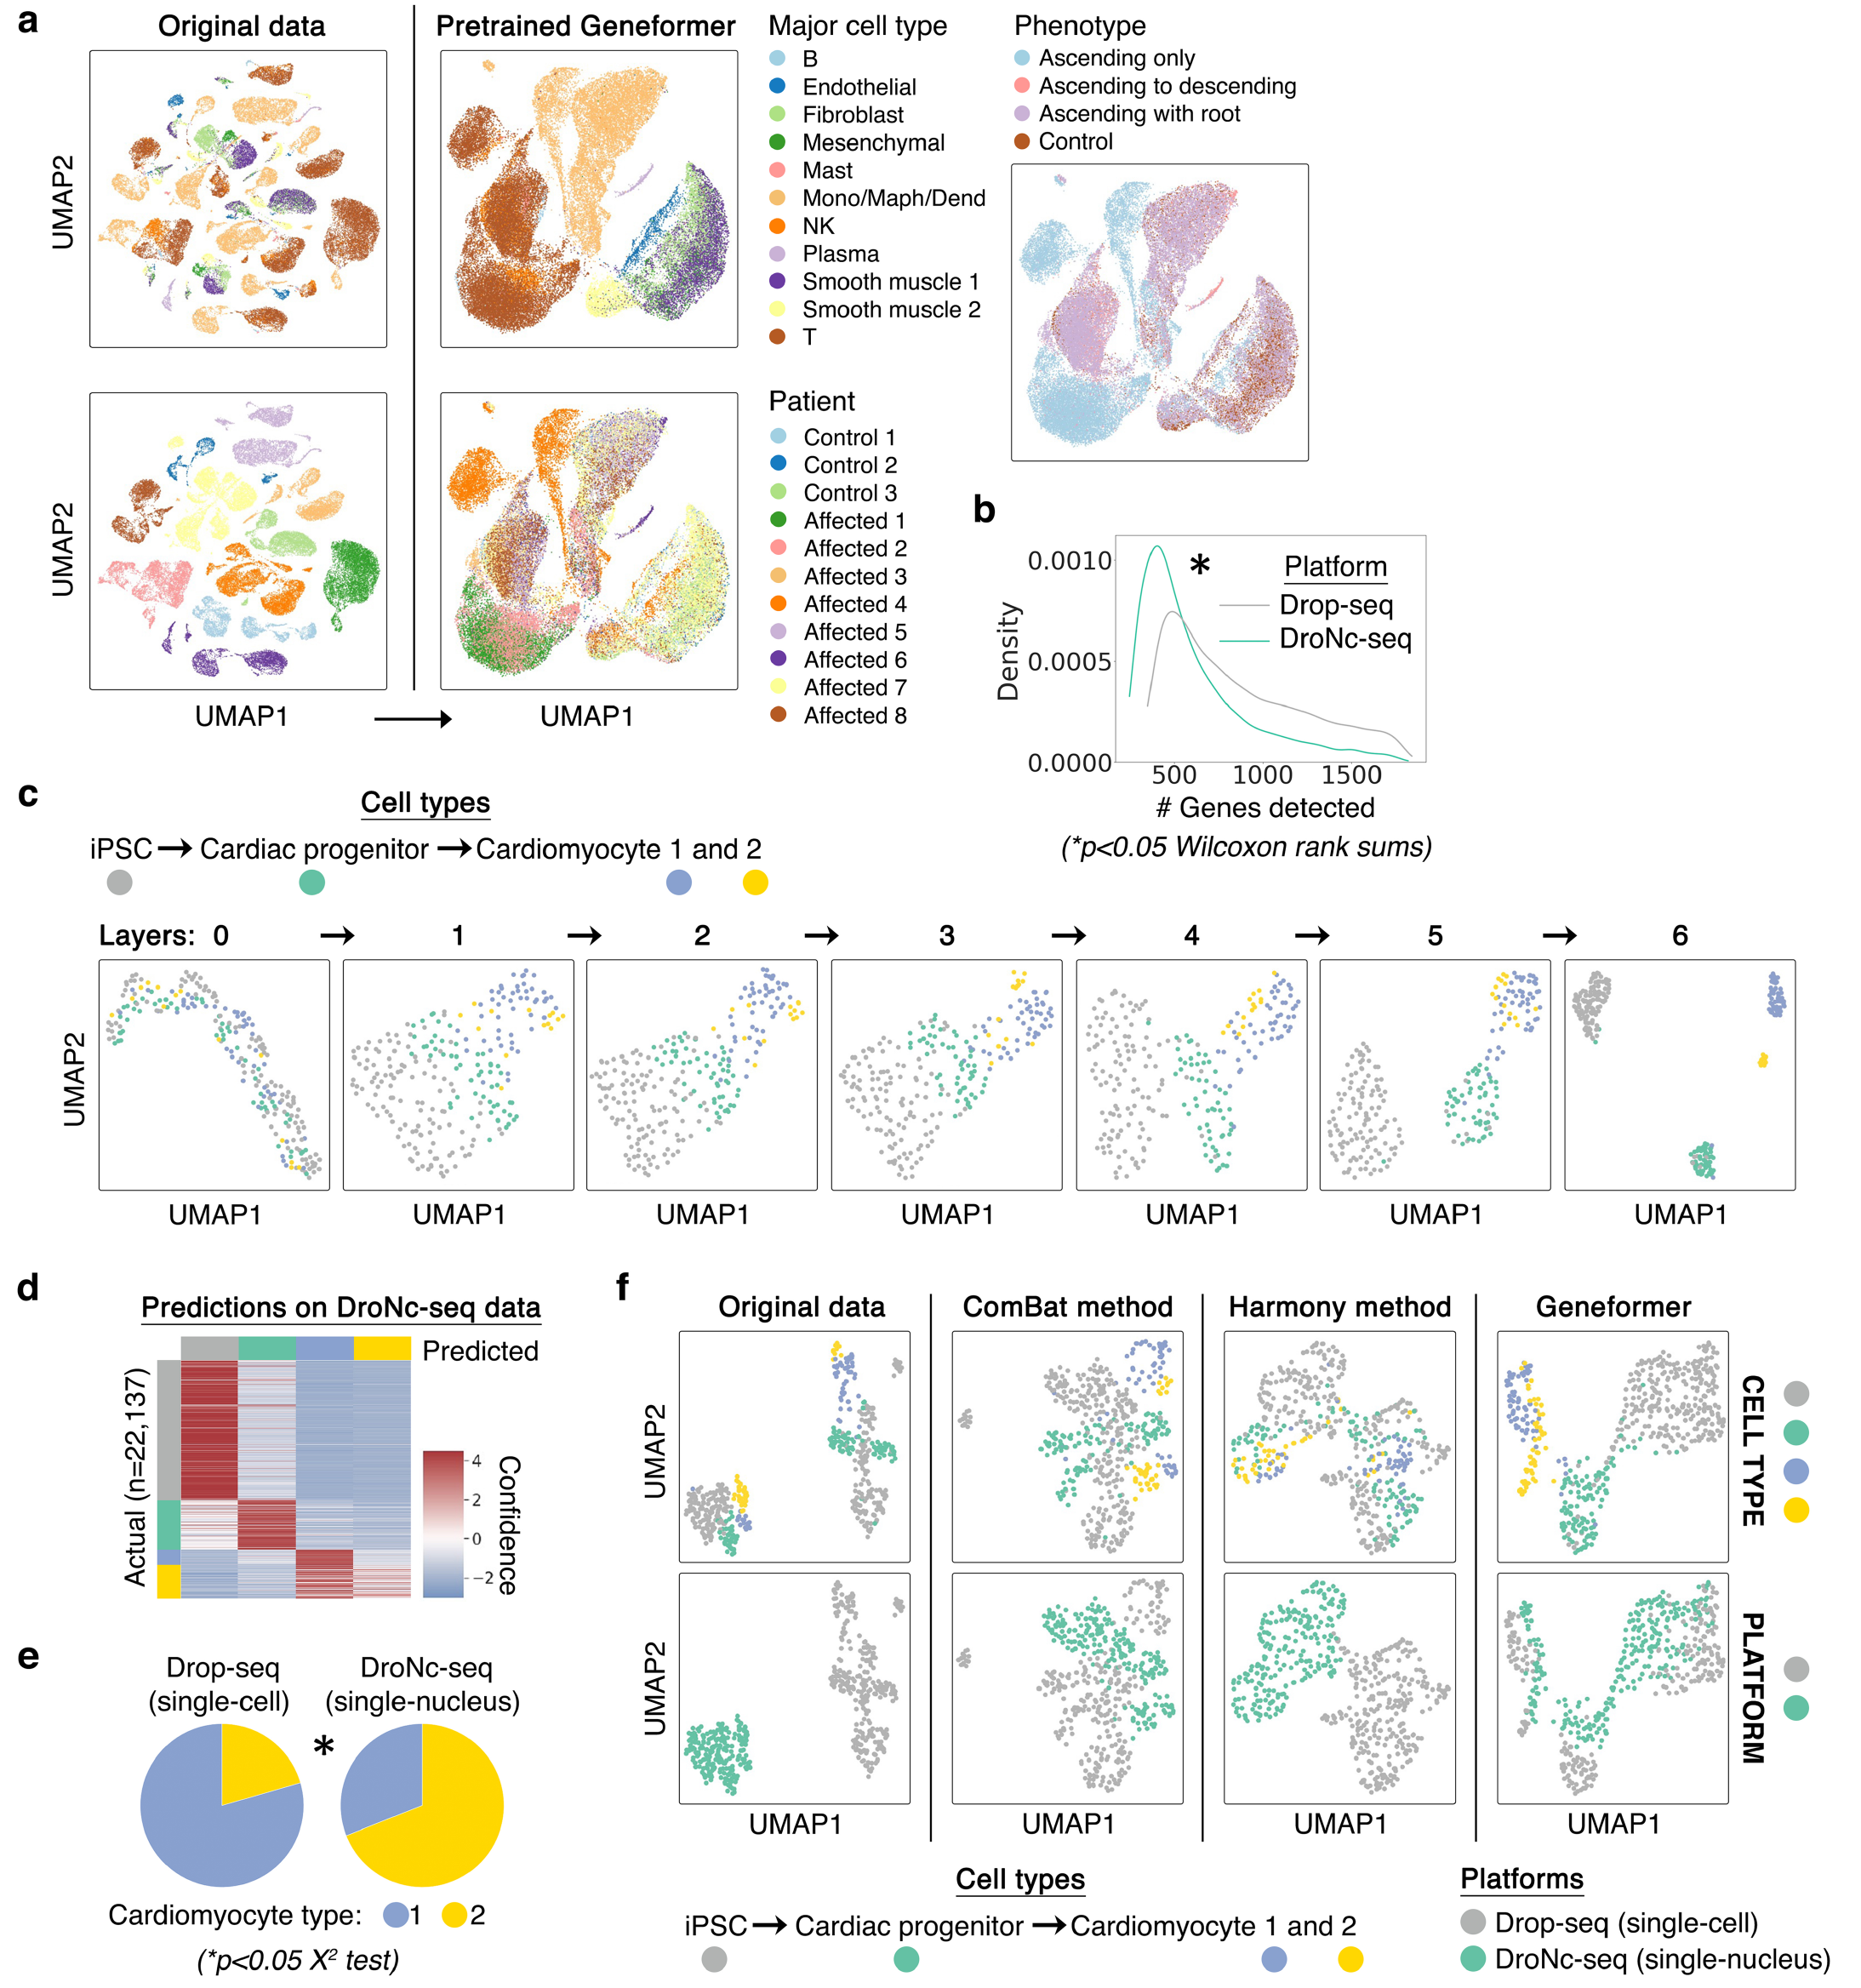 a
Original data
Pretrained Geneformer
UMAP2
UMAP2
UMAP1
UMAP1
Major cell type
B
Endothelial
Fibroblast
Mesenchymal
Mast
Mono/Maph/Dend
NK
Plasma
Smooth muscle 1
Smooth muscle 2
T
Patient
Control 1
Control 2
Control 3
Affected 1
Affected 2
Affected 3
Affected 4
Affected 5
Affected 6
Affected 7
Affected 8
Phenotype
Ascending only
Ascending to descending
Ascending with root
Control
b
Density
0.0010
0.0005
0.0000
500 1000 1500
# Genes detected
*
Platform
Drop-seq
DroNc-seq
(*p<0.05 Wilcoxon rank sums)
c
Cell types
iPSC → Cardiac progenitor → Cardiomyocyte 1 and 2
Layers: 0 → 1 → 2 → 3 → 4 → 5 → 6
UMAP2
UMAP1 UMAP1 UMAP1 UMAP1 UMAP1 UMAP1 UMAP1
d
Predictions on DroNc-seq data
Predicted
Actual (n=22,137)
4
2
0
−2
Confidence
e
Drop-seq
(single-cell)
DroNc-seq
(single-nucleus)
*
Cardiomyocyte type: 1 2
(*p<0.05 X² test)
f
Original data
ComBat method
Harmony method
Geneformer
UMAP2
CELL TYPE
UMAP2
PLATFORM
UMAP1 UMAP1 UMAP1 UMAP1
Cell types
iPSC → Cardiac progenitor → Cardiomyocyte 1 and 2
Platforms
Drop-seq (single-cell)
DroNc-seq (single-nucleus)